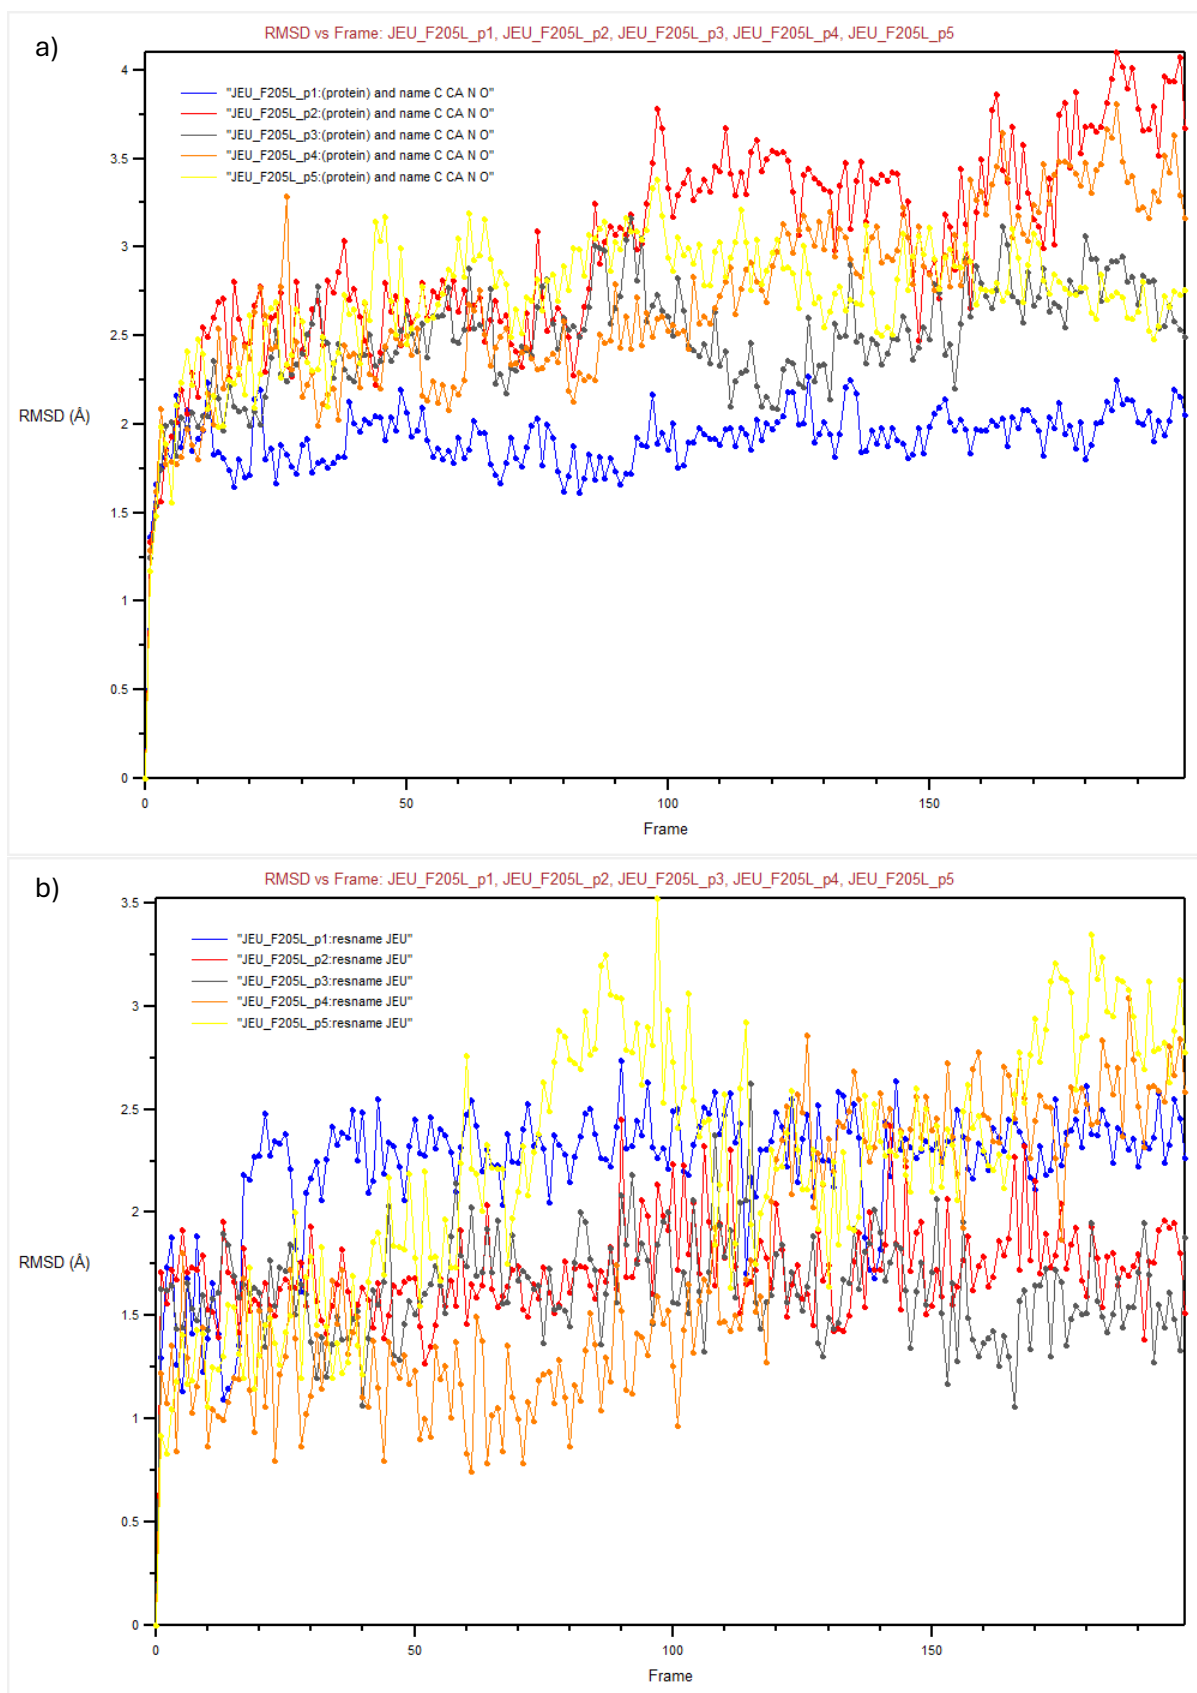 a)
RMSD vs Frame: JEU_F205L_p1, JEU_F205L_p2, JEU_F205L_p3, JEU_F205L_p4, JEU_F205L_p5
4
"JEU_F205L_p1:(protein) and name C CA N O"
"JEU_F205L_p2:(protein) and name C CA N O"
"JEU_F205L_p3:(protein) and name C CA N O"
"JEU_F205L_p4:(protein) and name C CA N O"
"JEU_F205L_p5:(protein) and name C CA N O"
3.5
3
2.5
RMSD (Å)
2
1.5
1
0.5
0
0 50 100 150
Frame
b)
RMSD vs Frame: JEU_F205L_p1, JEU_F205L_p2, JEU_F205L_p3, JEU_F205L_p4, JEU_F205L_p5
3.5
"JEU_F205L_p1:resname JEU"
"JEU_F205L_p2:resname JEU"
"JEU_F205L_p3:resname JEU"
"JEU_F205L_p4:resname JEU"
"JEU_F205L_p5:resname JEU"
3
2.5
2
RMSD (Å)
1.5
1
0.5
0
0 50 100 150
Frame